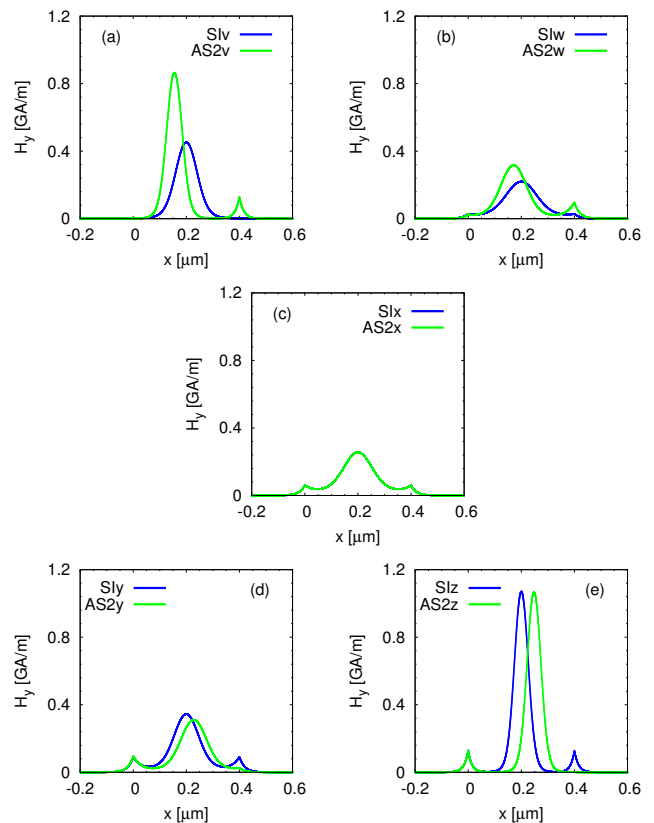 (a)
SIv
AS2v
H_y [GA/m]
1.2
0.8
0.4
0
-0.2
0
0.2
0.4
0.6
x [μm]
(b)
SIw
AS2w
H_y [GA/m]
1.2
0.8
0.4
0
-0.2
0
0.2
0.4
0.6
x [μm]
(c)
SIx
AS2x
H_y [GA/m]
1.2
0.8
0.4
0
-0.2
0
0.2
0.4
0.6
x [μm]
SIy
AS2y
(d)
H_y [GA/m]
1.2
0.8
0.4
0
-0.2
0
0.2
0.4
0.6
x [μm]
SIz
AS2z
(e)
H_y [GA/m]
1.2
0.8
0.4
0
-0.2
0
0.2
0.4
0.6
x [μm]